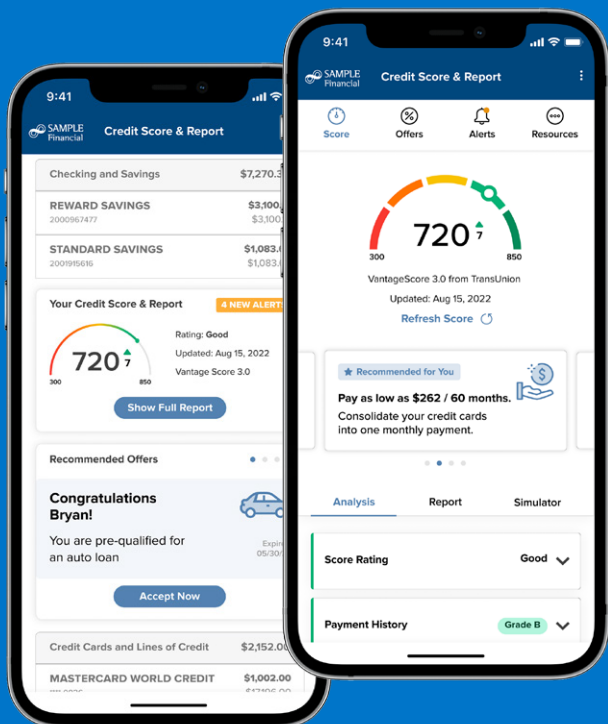 9:41
SAMPLE
Financial
Credit Score & Report
Checking and Savings
REWARD SAVINGS
2000967477
STANDARD SAVINGS
2001915616
Your Credit Score & Report
4 NEW
720
7
300
850
Rating: Good
Updated: Aug 15, 2022
Vantage Score 3.0
Show Full Report
Recommended Offers
Congratulations
Bryan!
You are pre-qualified for
an auto loan
Accept Now
Credit Cards and Lines of Credit
MASTERCARD WORLD CREDIT $1,002.00
9:41
SAMPLE
Financial
Credit Score & Report
Score
Offers
Alerts
Resources
720
7
300
850
VantageScore 3.0 from TransUnion
Updated: Aug 15, 2022
Refresh Score
Recommended for You
Pay as low as $262 / 60 months.
Consolidate your credit cards
into one monthly payment.
Analysis
Report
Simulator
Score Rating
Good
Payment History
Grade B